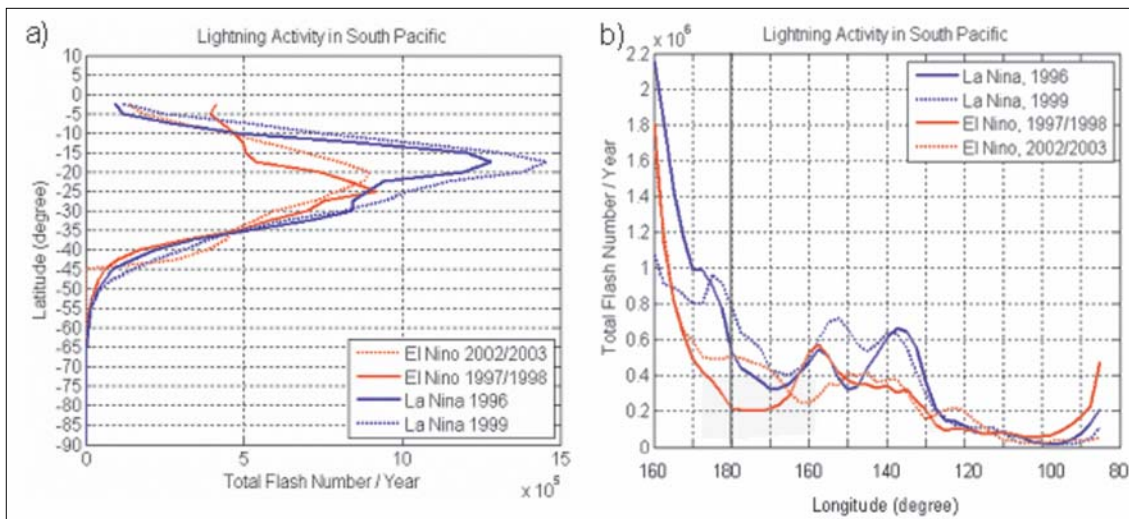 a)
Lightning Activity in South Pacific
10
5
0
-5
-10
-15
-20
-25
-30
-35
-40
-45
-50
-55
-60
-65
-70
-75
-80
-85
-90
Latitude (degree)
El Nino 2002/2003
El Nino 1997/1998
La Nina 1996
La Nina 1999
0 5 10 15
Total Flash Number / Year
x 10⁵
b)
x 10⁶
Lightning Activity in South Pacific
2.2
2
1.8
1.6
1.4
1.2
1
0.8
0.6
0.4
0.2
0
Total Flash Number / Year
La Nina, 1996
La Nina, 1999
El Nino, 1997/1998
El Nino, 2002/2003
160 180 160 140 120 100 80
Longitude (degree)